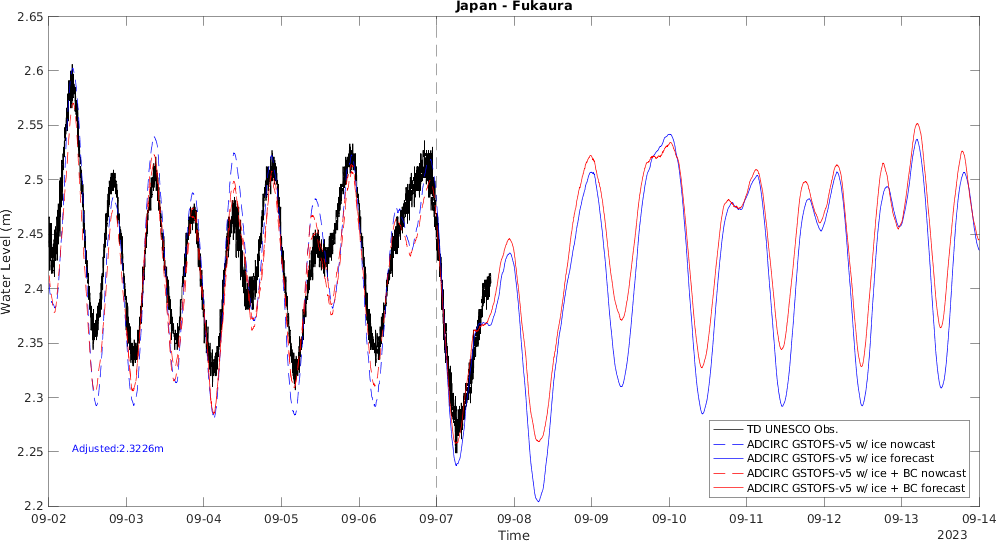 Japan - Fukaura
Water Level (m)
2.65
2.6
2.55
2.5
2.45
2.4
2.35
2.3
2.25
2.2
Adjusted:2.3226m
TD UNESCO Obs.
ADCIRC GSTOFS-v5 w/ ice nowcast
ADCIRC GSTOFS-v5 w/ ice forecast
ADCIRC GSTOFS-v5 w/ ice + BC nowcast
ADCIRC GSTOFS-v5 w/ ice + BC forecast
09-02 09-03 09-04 09-05 09-06 09-07 09-08 09-09 09-10 09-11 09-12 09-13 09-14
Time
2023